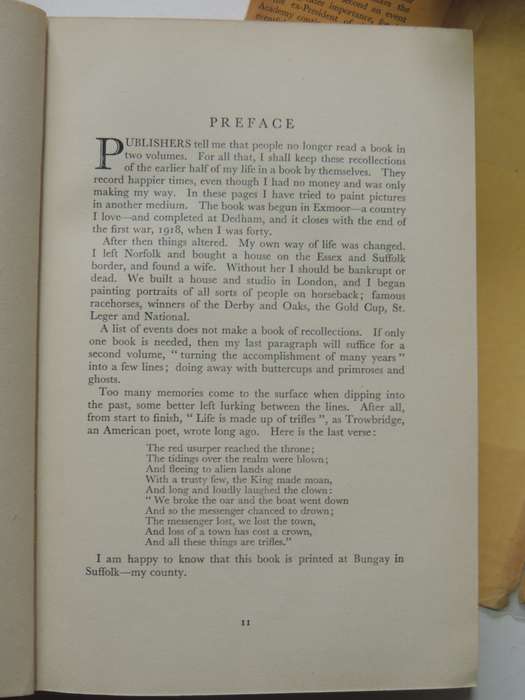 second an event
ex-President of
importance, for
Academy
PREFACE
PUBLISHERS tell me that people no longer read a book in
two volumes. For all that, I shall keep these recollections
of the earlier half of my life in a book by themselves. They
record happier times, even though I had no money and was only
making my way. In these pages I have tried to paint pictures
in another medium. The book was begun in Exmoor—a country
I love—and completed at Dedham, and it closes with the end of
the first war, 1918, when I was forty.
After then things altered. My own way of life was changed.
I left Norfolk and bought a house on the Essex and Suffolk
border, and found a wife. Without her I should be bankrupt or
dead. We built a house and studio in London, and I began
painting portraits of all sorts of people on horseback; famous
racehorses, winners of the Derby and Oaks, the Gold Cup, St.
Leger and National.
A list of events does not make a book of recollections. If only
one book is needed, then my last paragraph will suffice for a
second volume, “ turning the accomplishment of many years ”
into a few lines; doing away with buttercups and primroses and
ghosts.
Too many memories come to the surface when dipping into
the past, some better left lurking between the lines. After all,
from start to finish, “ Life is made up of trifles ”, as Trowbridge,
an American poet, wrote long ago. Here is the last verse:
The red usurper reached the throne;
The tidings over the realm were blown;
And fleeing to alien lands alone
With a trusty few, the King made moan,
And long and loudly laughed the clown:
“ We broke the oar and the boat went down
And so the messenger chanced to drown;
The messenger lost, we lost the town,
And loss of a town has cost a crown,
And all these things are trifles.”
I am happy to know that this book is printed at Bungay in
Suffolk—my county.
11